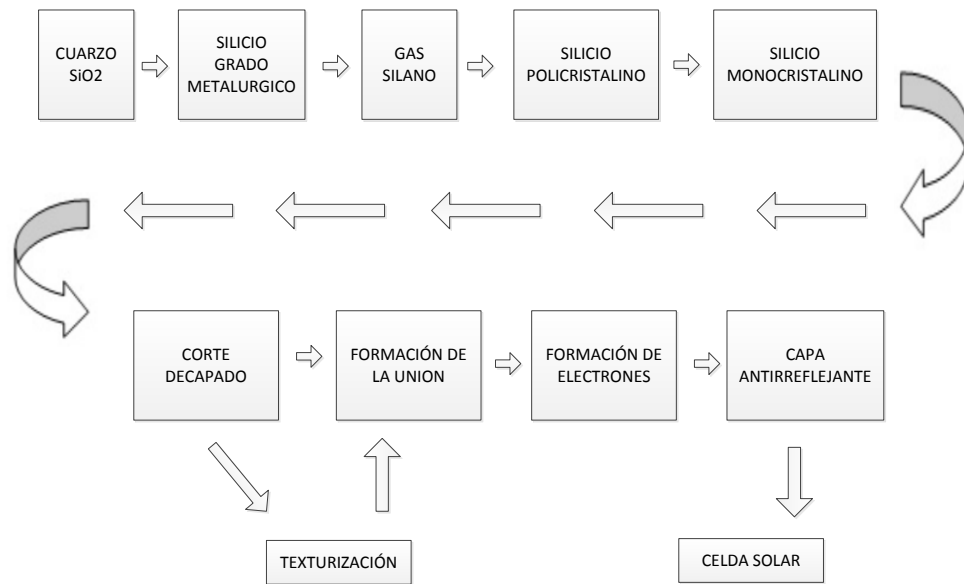 CUARZO
SiO2
SILICIO
GRADO
METALURGICO
GAS
SILANO
SILICIO
POLICRISTALINO
SILICIO
MONOCRISTALINO
CORTE
DECAPADO
FORMACIÓN DE
LA UNION
FORMACIÓN DE
ELECTRONES
CAPA
ANTIRREFLEJANTE
TEXTURIZACIÓN
CELDA SOLAR